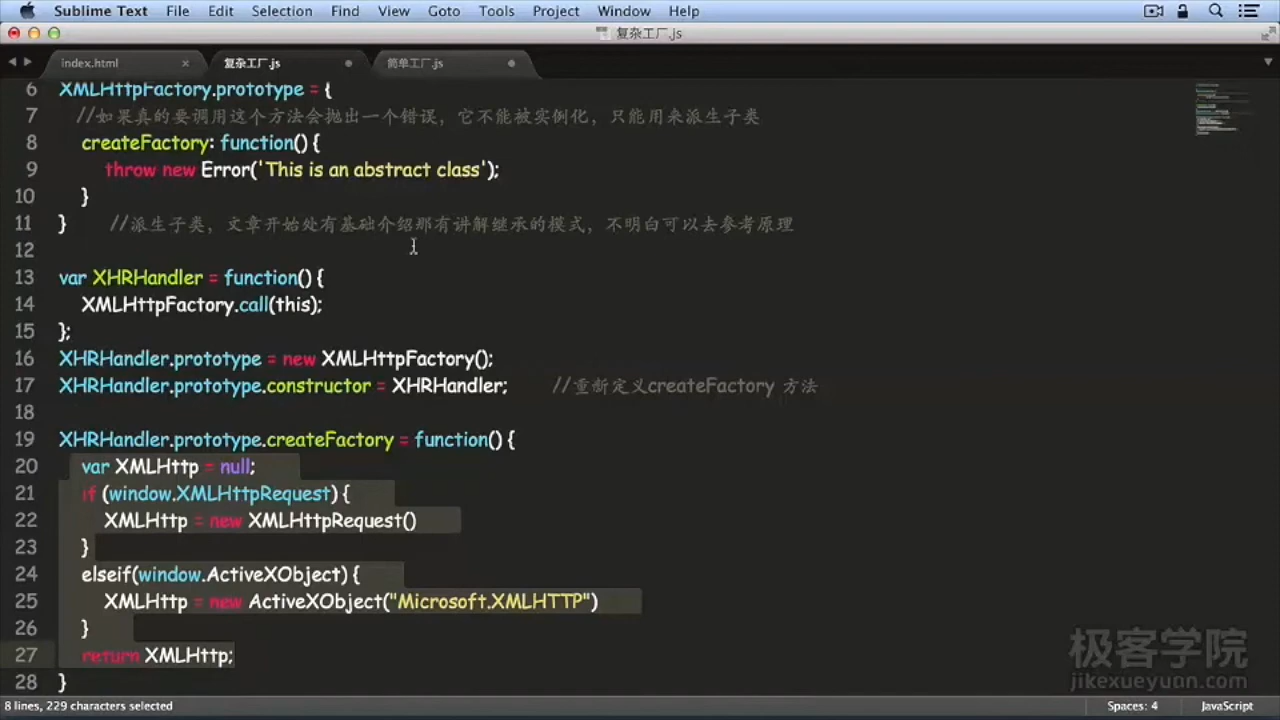 Sublime Text File Edit Selection Find View Goto Tools Project Window Help
复杂工厂.js
index.html × 复杂工厂.js 简单工厂.js
6 XMLHttpFactory.prototype = {
7 //如果真的要调用这个方法会抛出一个错误，它不能被实例化，只能用来派生子类
8 createFactory: function() {
9 throw new Error('This is an abstract class');
10 }
11 } //派生子类，文章开始处有基础介绍那有讲解继承的模式，不明白可以去参考原理
12
13 var XHRHandler = function() {
14 XMLHttpFactory.call(this);
15 };
16 XHRHandler.prototype = new XMLHttpFactory();
17 XHRHandler.prototype.constructor = XHRHandler; //重新定义createFactory 方法
18
19 XHRHandler.prototype.createFactory = function() {
20 var XMLHttp = null;
21 if (window.XMLHttpRequest) {
22 XMLHttp = new XMLHttpRequest()
23 }
24 elseif(window.ActiveXObject) {
25 XMLHttp = new ActiveXObject("Microsoft.XMLHTTP")
26 }
27 return XMLHttp;
28 }
极客学院
jikexueyuan.com
8 lines, 229 characters selected Spaces: 4 JavaScript